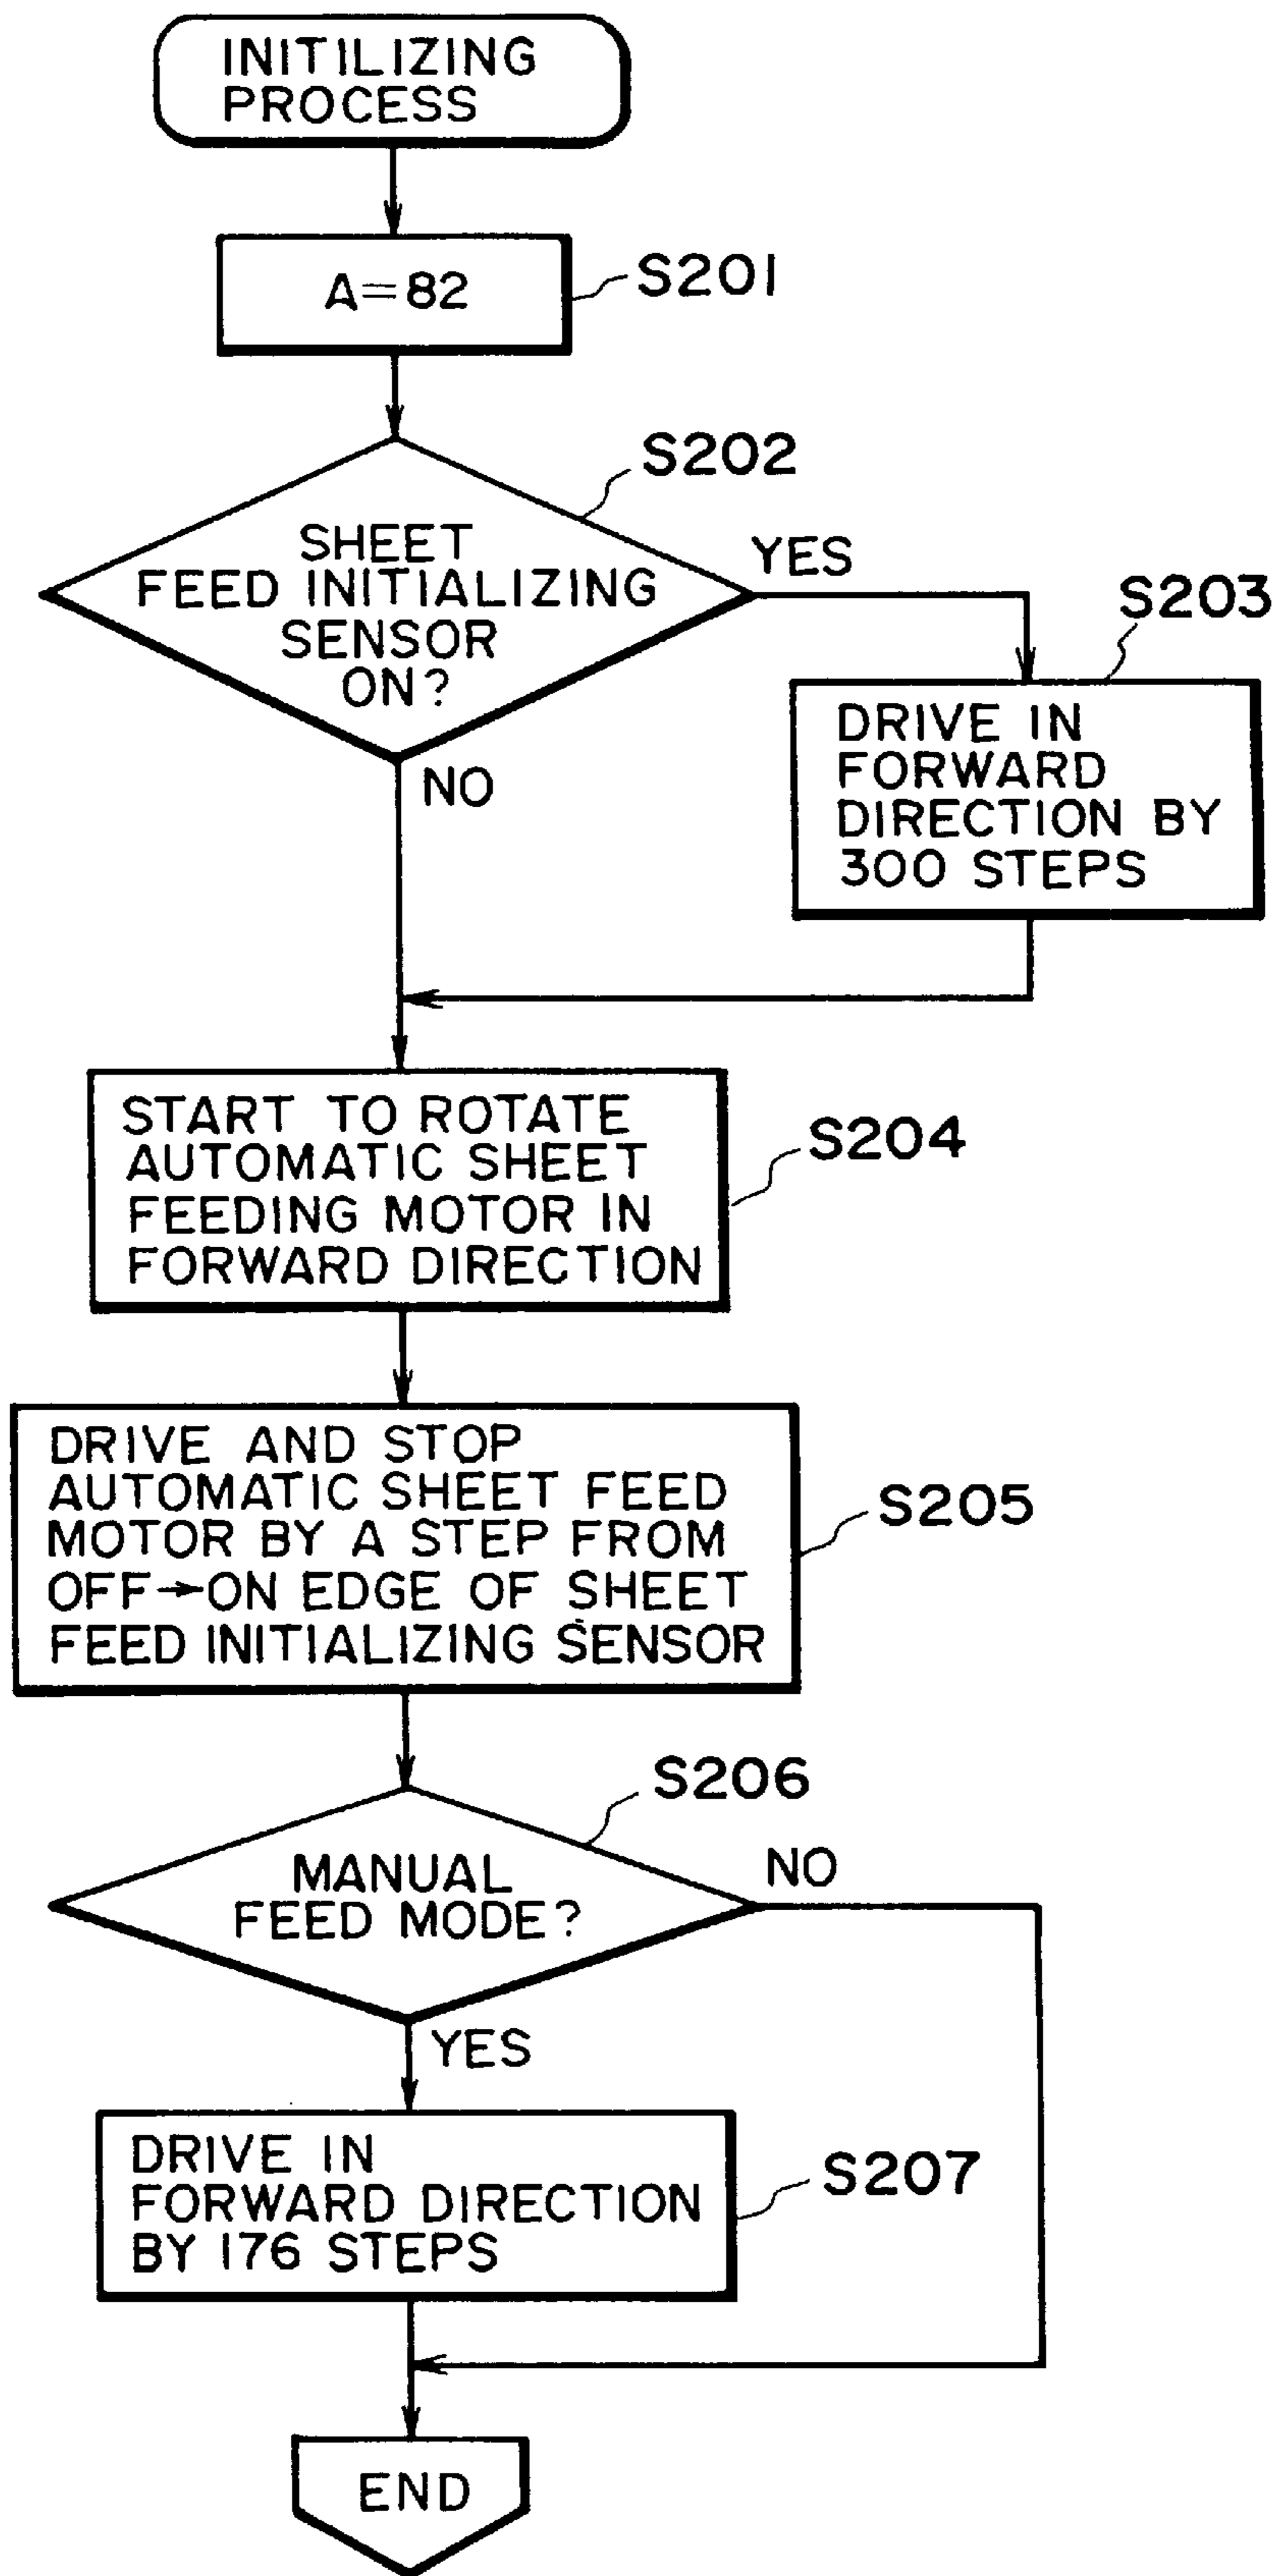 INITILIZING
PROCESS
A=82
S201
S202
SHEET
FEED INITIALIZING
SENSOR
ON?
YES
NO
S203
DRIVE IN
FORWARD
DIRECTION BY
300 STEPS
START TO ROTATE
AUTOMATIC SHEET
FEEDING MOTOR IN
FORWARD DIRECTION
S204
DRIVE AND STOP
AUTOMATIC SHEET FEED
MOTOR BY A STEP FROM
OFF→ON EDGE OF SHEET
FEED INITIALIZING SENSOR
S205
S206
MANUAL
FEED MODE?
NO
YES
DRIVE IN
FORWARD DIRECTION
BY 176 STEPS
S207
END